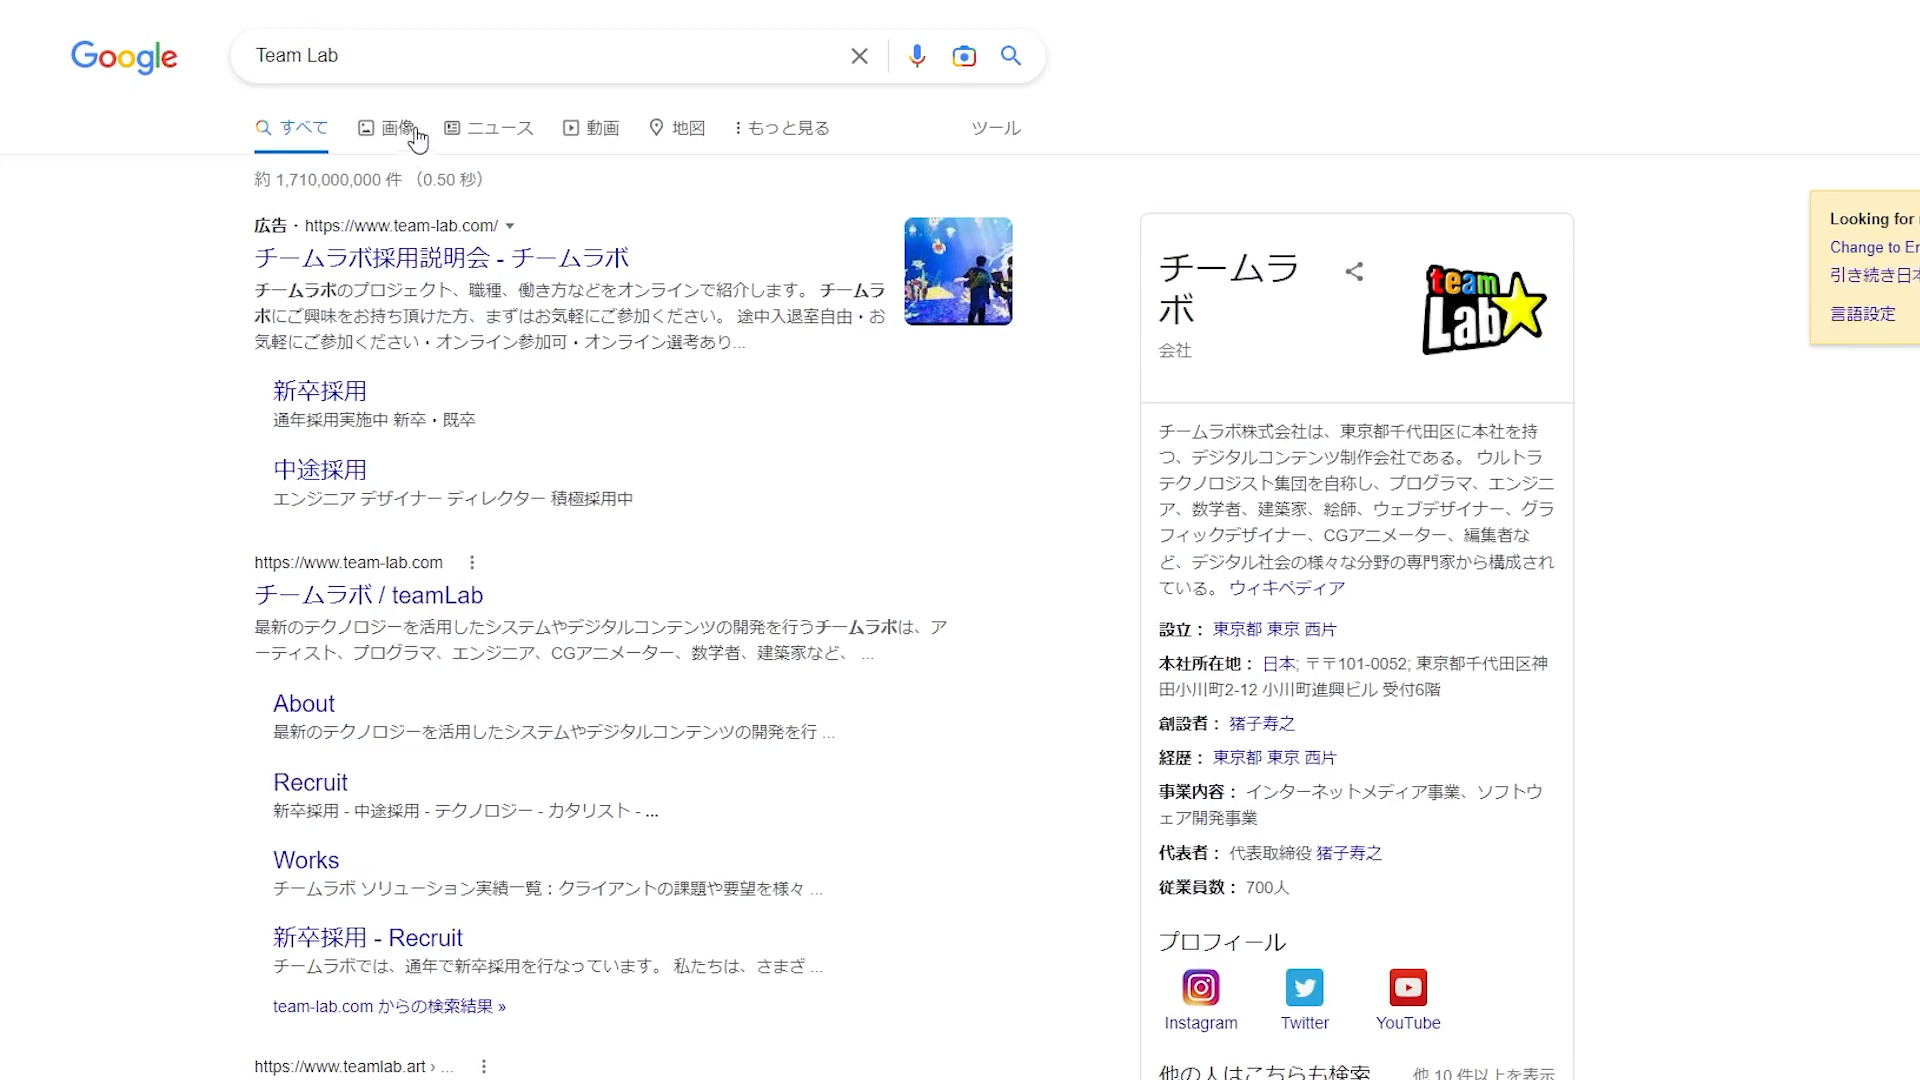 Google
Team Lab
すべて 画像 ニュース 動画 地図 もっと見る ツール
約 1,710,000,000 件 （0.50 秒）
広告・https://www.team-lab.com/
チームラボ採用説明会 - チームラボ
チームラボのプロジェクト、職種、働き方などをオンラインで紹介します。 チームラ
ボにご興味をお持ち頂けた方、まずはお気軽にご参加ください。 途中入退室自由・お
気軽にご参加ください・オンライン参加可・オンライン選考あり...
新卒採用
通年採用実施中 新卒・既卒
中途採用
エンジニア デザイナー ディレクター 積極採用中
https://www.team-lab.com
チームラボ / teamLab
最新のテクノロジーを活用したシステムやデジタルコンテンツの開発を行うチームラボは、ア
ーティスト、プログラマ、エンジニア、CGアニメーター、数学者、建築家など、 ...
About
最新のテクノロジーを活用したシステムやデジタルコンテンツの開発を行 ...
Recruit
新卒採用 - 中途採用 - テクノロジー - カタリスト - ...
Works
チームラボ ソリューション実績一覧：クライアントの課題や要望を様々 ...
新卒採用 - Recruit
チームラボでは、通年で新卒採用を行なっています。 私たちは、さまざ ...
team-lab.com からの検索結果 »
https://www.teamlab.art › ...
チームラ
ボ
会社
team
Lab
チームラボ株式会社は、東京都千代田区に本社を持
つ、デジタルコンテンツ制作会社である。 ウルトラ
テクノロジスト集団を自称し、プログラマ、エンジニ
ア、数学者、建築家、絵師、ウェブデザイナー、グラ
フィックデザイナー、CGアニメーター、編集者な
ど、デジタル社会の様々な分野の専門家から構成され
ている。 ウィキペディア
設立： 東京都 東京 西片
本社所在地： 日本; 〒〒101-0052; 東京都千代田区神
田小川町2-12 小川町進興ビル 受付6階
創設者： 猪子寿之
経歴： 東京都 東京 西片
事業内容： インターネットメディア事業、ソフトウ
ェア開発事業
代表者： 代表取締役 猪子寿之
従業員数： 700人
プロフィール
Instagram Twitter YouTube
他の人はこちらも検索 他 10 件以上を表示
Looking for
Change to
引き続き日
言語設定